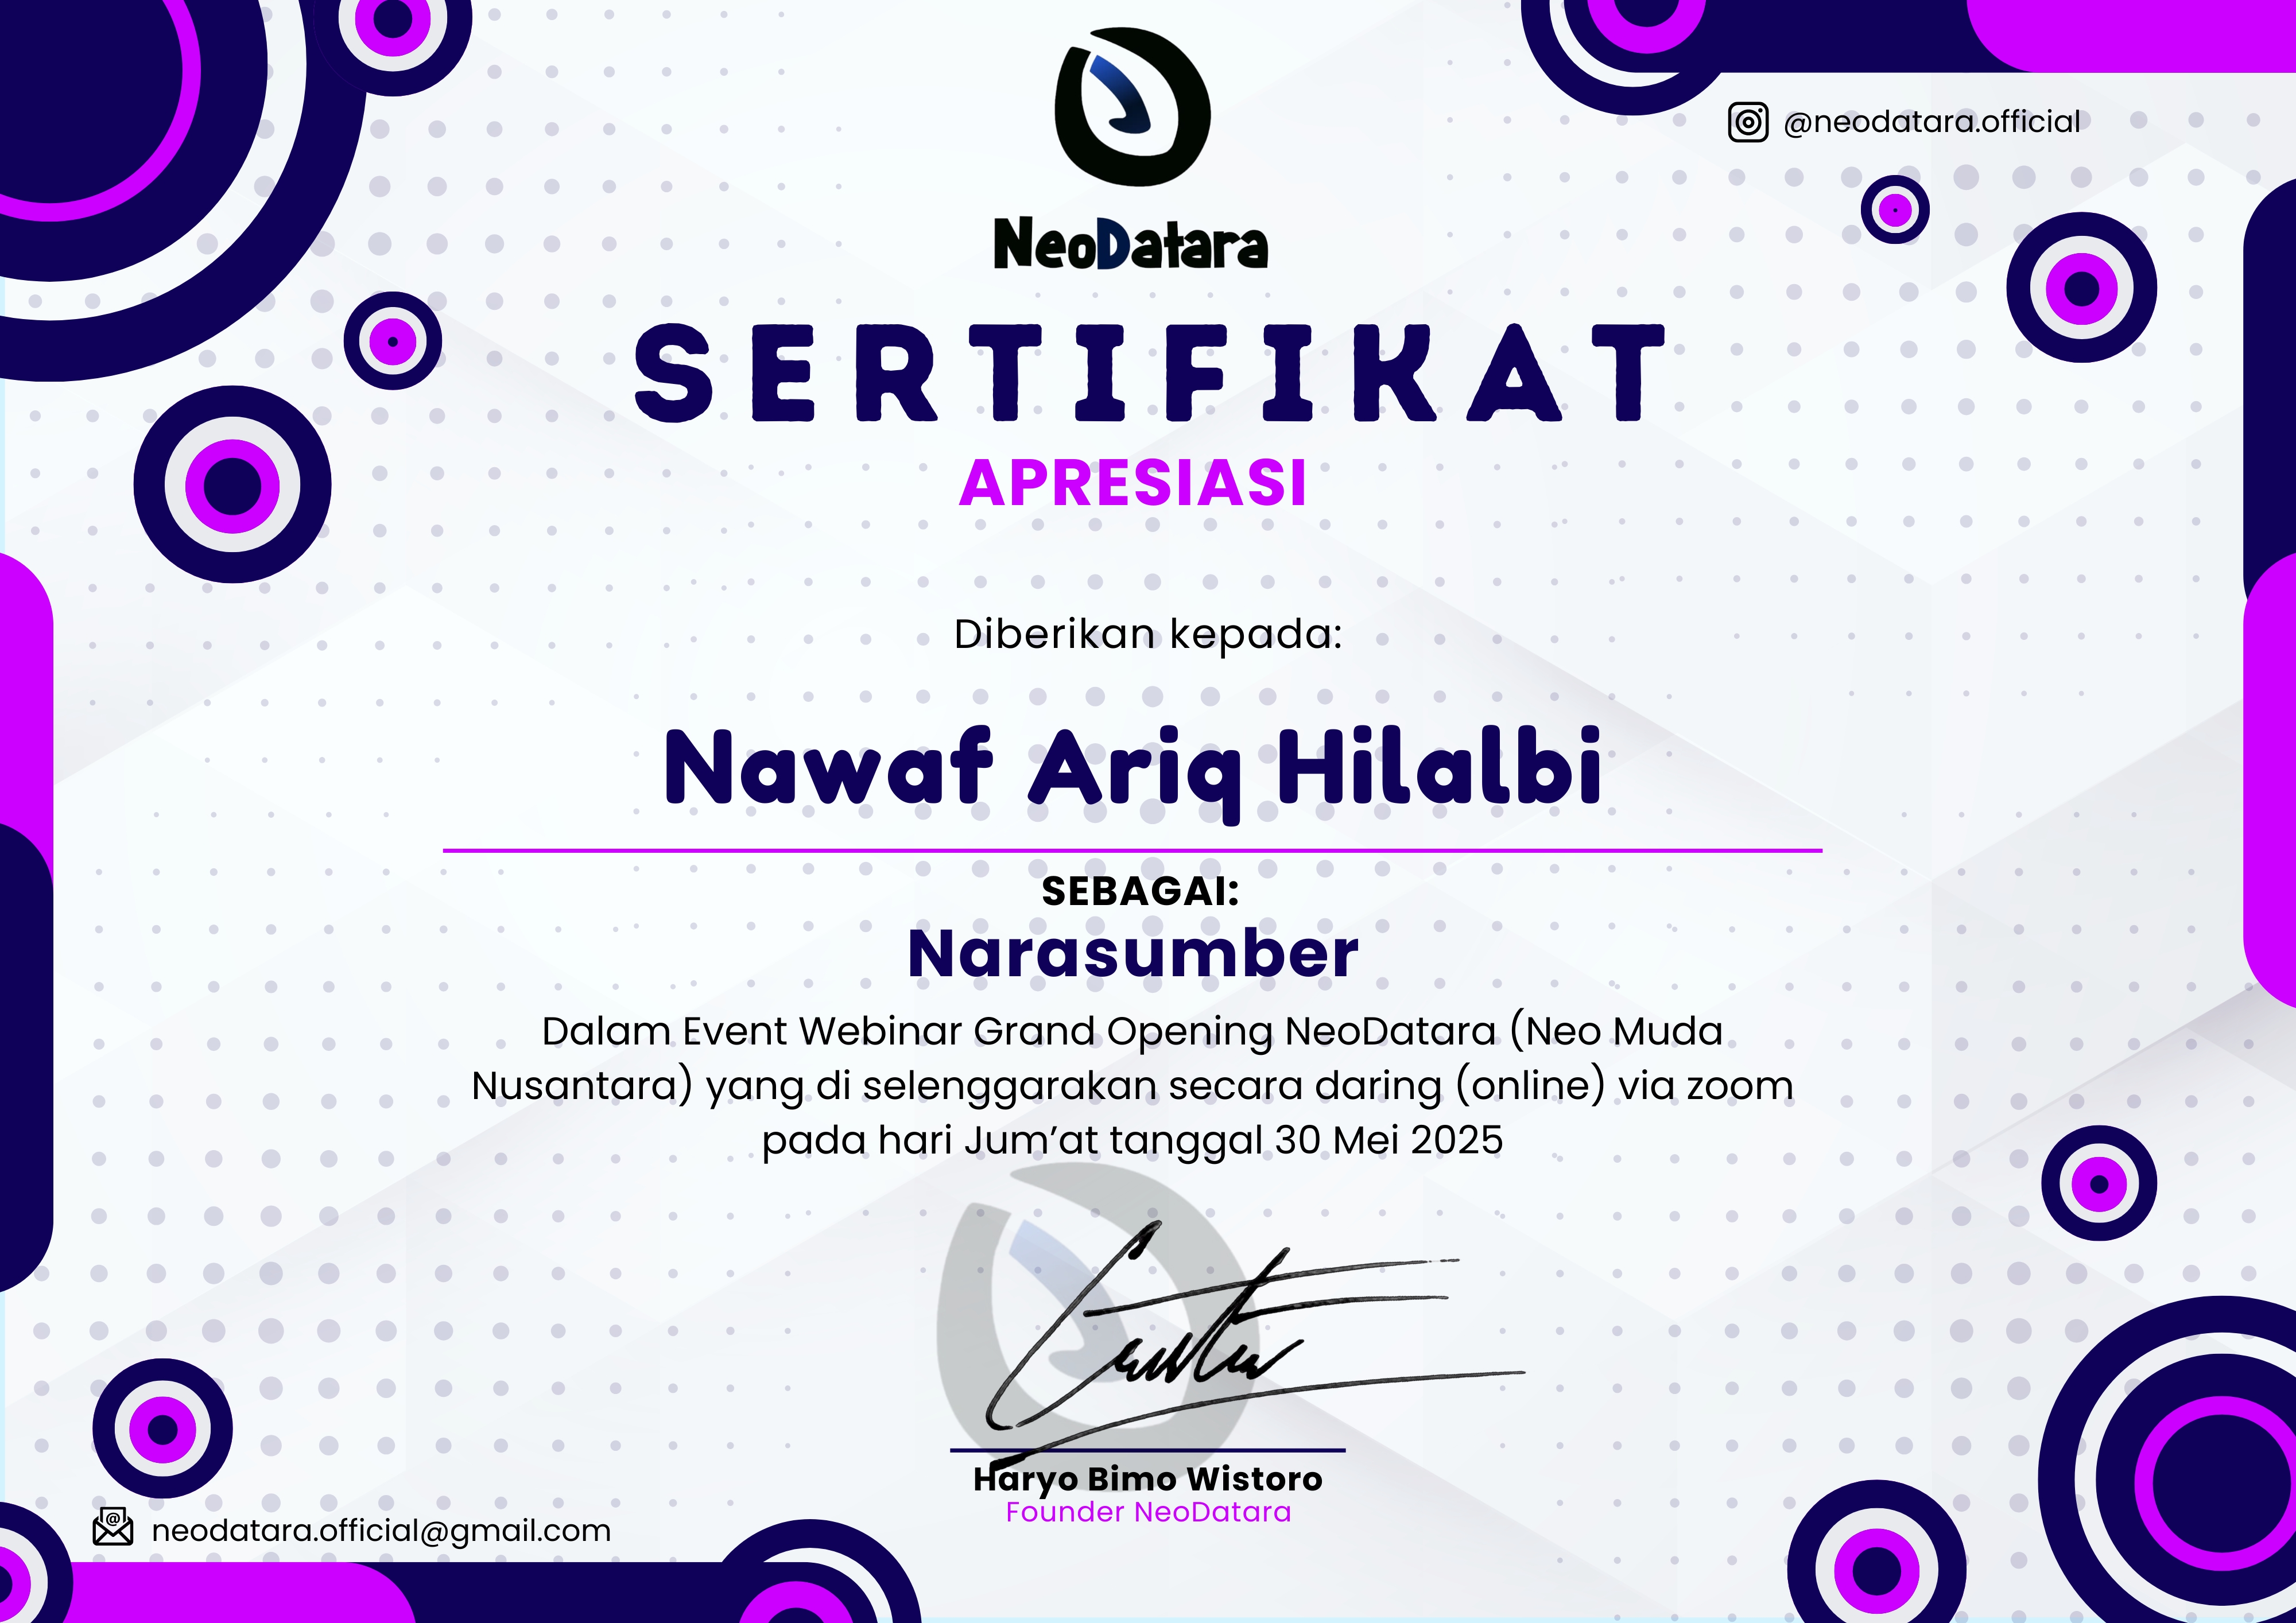 NeoDatara
@neodatara.official
SERTIFIKAT
APRESIASI
Diberikan kepada:
Nawaf Ariq Hilalbi
SEBAGAI:
Narasumber
Dalam Event Webinar Grand Opening NeoDatara (Neo Muda
Nusantara) yang di selenggarakan secara daring (online) via zoom
pada hari Jum’at tanggal 30 Mei 2025
Haryo Bimo Wistoro
Founder NeoDatara
neodatara.official@gmail.com